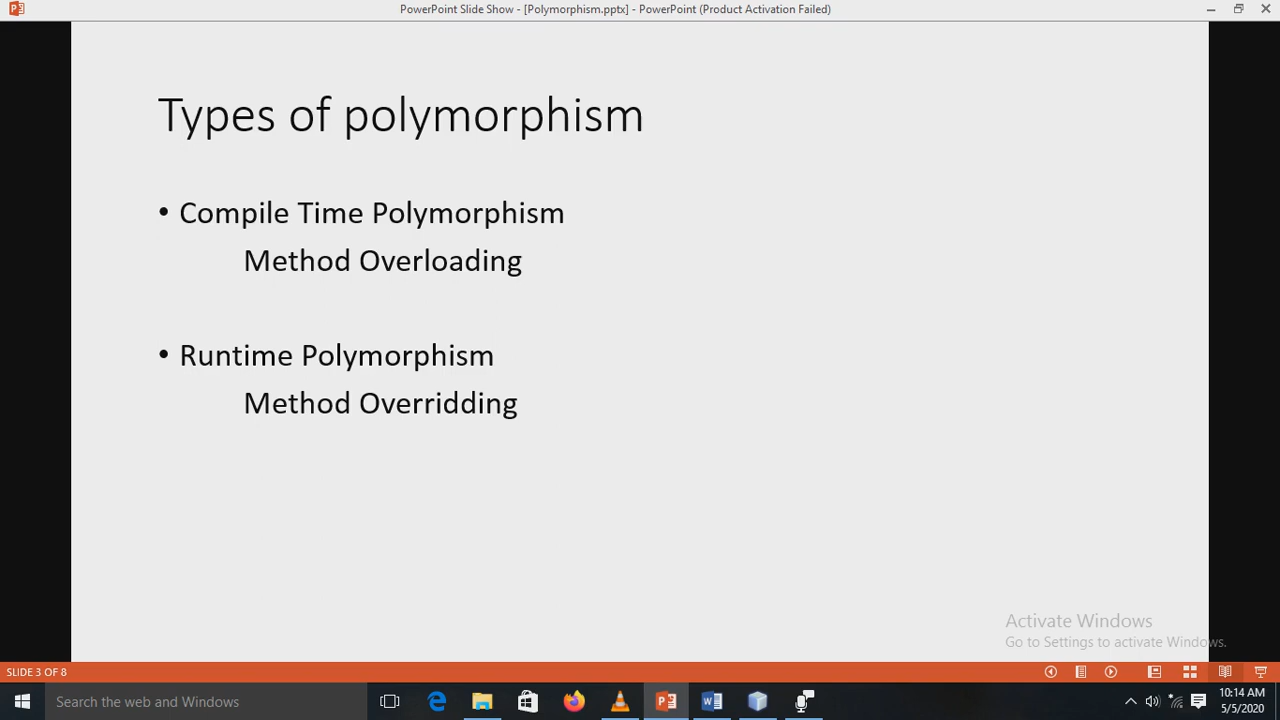 PowerPoint Slide Show - [Polymorphism.pptx] - PowerPoint (Product Activation Failed)
Types of polymorphism
• Compile Time Polymorphism
Method Overloading
• Runtime Polymorphism
Method Overridding
Activate Windows
Go to Settings to activate Windows.
SLIDE 3 OF 8
Search the web and Windows
10:14 AM
5/5/2020